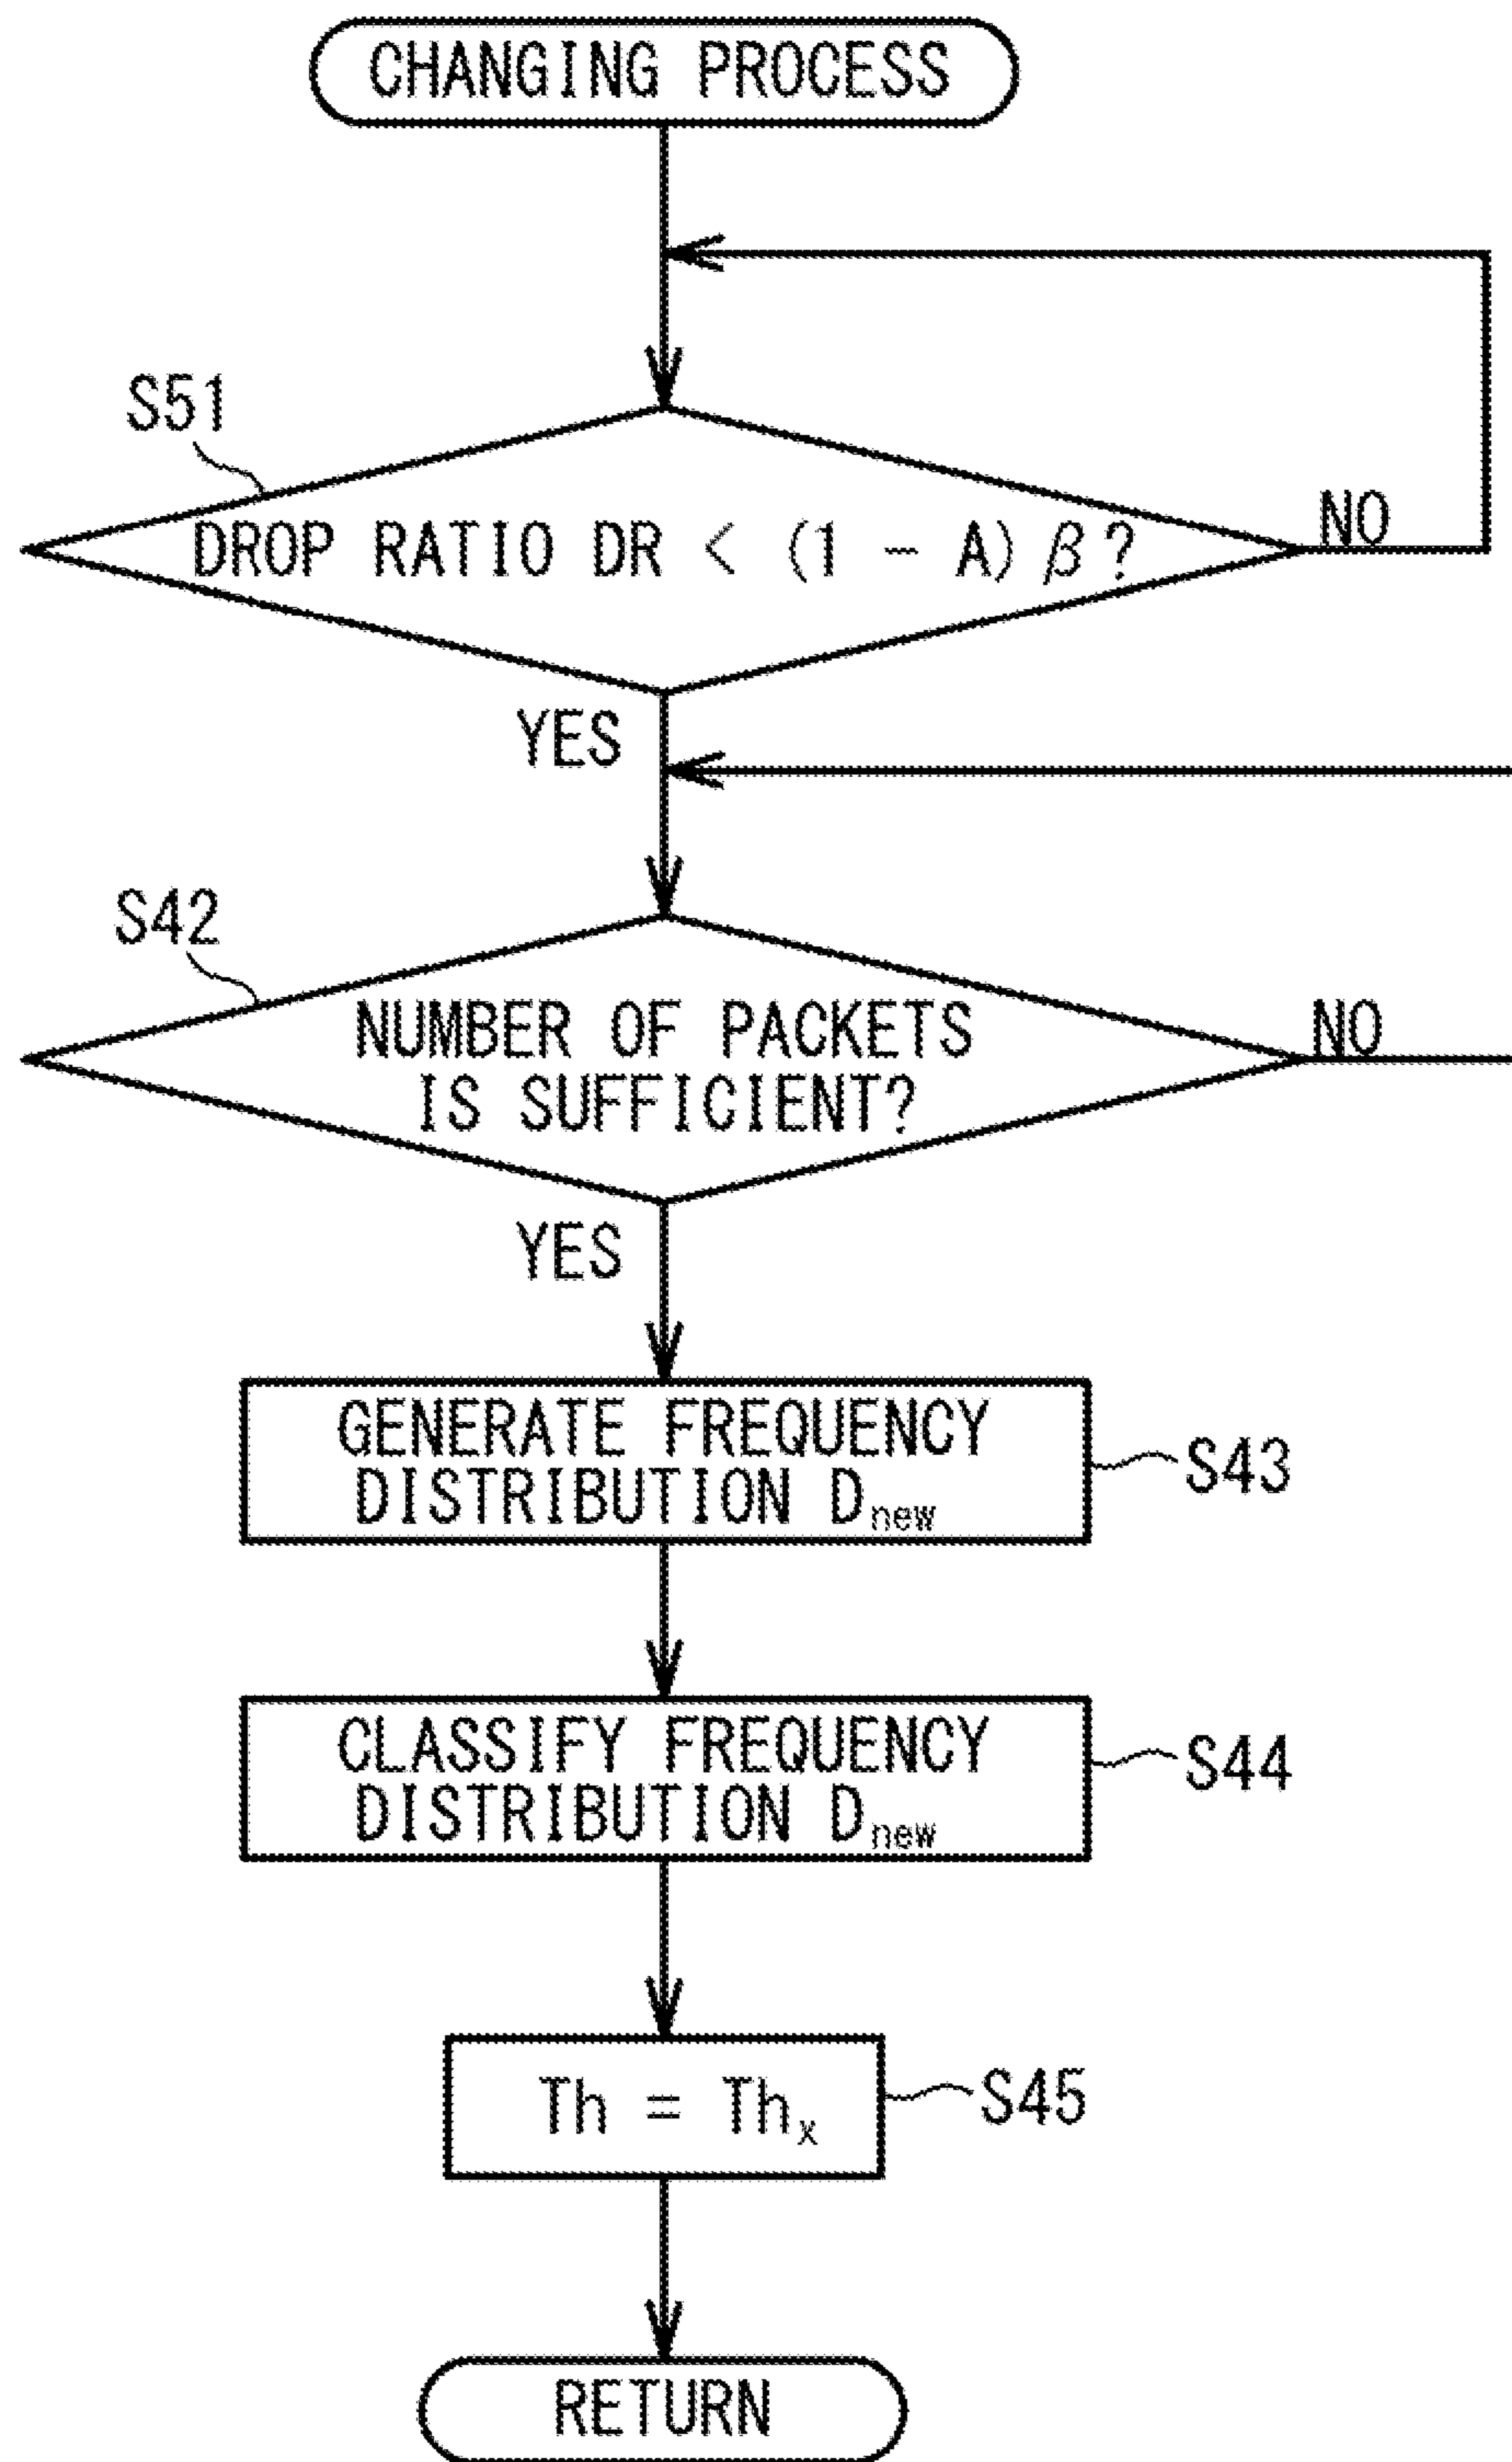 CHANGING PROCESS
S51
DROP RATIO DR < (1 - A) β?
NO
YES
S42
NUMBER OF PACKETS
IS SUFFICIENT?
NO
YES
GENERATE FREQUENCY
DISTRIBUTION Dnew
S43
CLASSIFY FREQUENCY
DISTRIBUTION Dnew
S44
Th = Thx
S45
RETURN